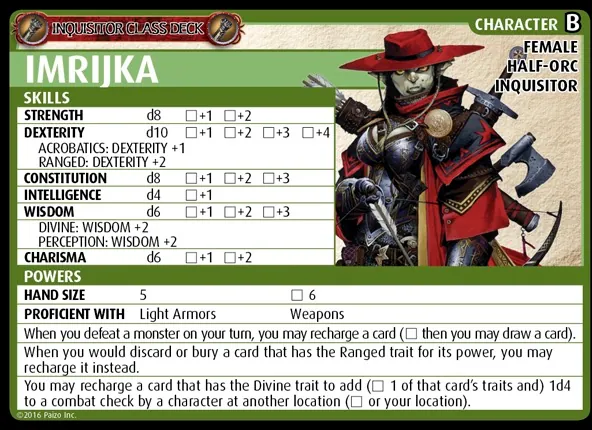 INQUISITOR CLASS DECK
CHARACTER B
IMRIJKA
FEMALE
HALF-ORC
INQUISITOR
SKILLS
STRENGTH d8 □ +1 □ +2
DEXTERITY d10 □ +1 □ +2 □ +3 □ +4
ACROBATICS: DEXTERITY +1
RANGED: DEXTERITY +2
CONSTITUTION d8 □ +1 □ +2 □ +3
INTELLIGENCE d4 □ +1
WISDOM d6 □ +1 □ +2 □ +3
DIVINE: WISDOM +2
PERCEPTION: WISDOM +2
CHARISMA d6 □ +1 □ +2
POWERS
HAND SIZE 5 □ 6
PROFICIENT WITH Light Armors Weapons
When you defeat a monster on your turn, you may recharge a card (□ then you may draw a card).
When you would discard or bury a card that has the Ranged trait for its power, you may
recharge it instead.
You may recharge a card that has the Divine trait to add (□ 1 of that card's traits and) 1d4
to a combat check by a character at another location (□ or your location).
©2016 Paizo Inc.